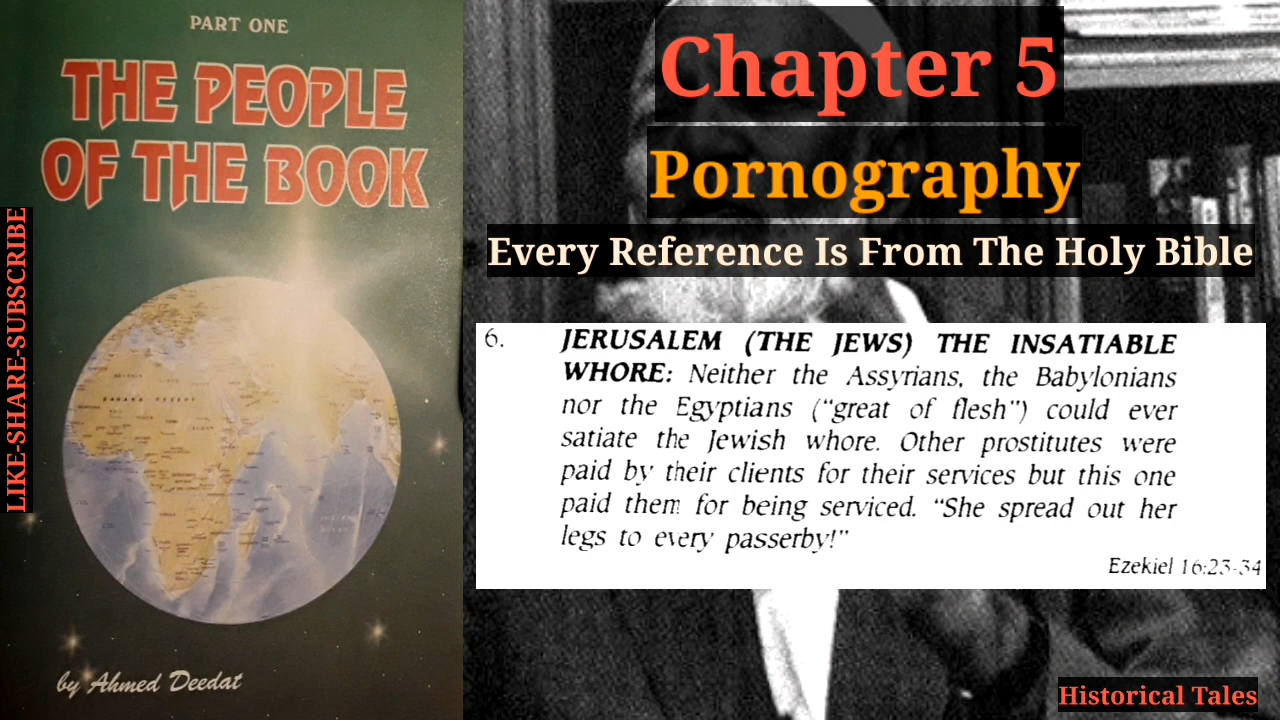 PART ONE
THE PEOPLE
OF THE BOOK
by Ahmed Deedat
LIKE-SHARE-SUBSCRIBE
Chapter 5
Pornography
Every Reference Is From The Holy Bible
6. JERUSALEM (THE JEWS) THE INSATIABLE
WHORE: Neither the Assyrians, the Babylonians
nor the Egyptians ("great of flesh") could ever
satiate the Jewish whore. Other prostitutes were
paid by their clients for their services but this one
paid them for being serviced. "She spread out her
legs to every passerby!"
Ezekiel 16:23-34
Historical Tales